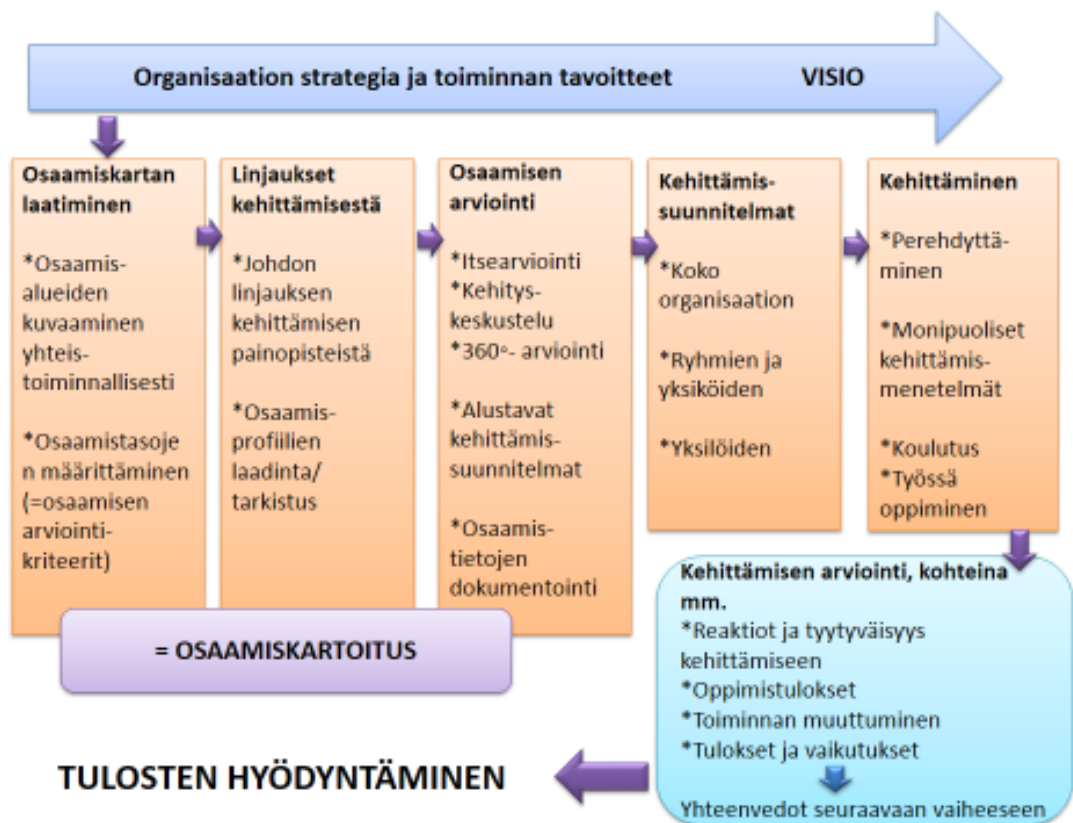 Organisaation strategia ja toiminnan tavoitteet VISIO
Osaamiskartan
laatiminen
*Osaamis-
alueiden
kuvaaminen
yhteis-
toiminnallisesti
*Osaamistasoje
n määrittäminen
(=osaamisen
arviointi-
kriteerit)
Linjaukset
kehittämisestä
*Johdon
linjauksen
kehittämisen
painopisteistä
*Osaamis-
profiilien
laadinta/
tarkistus
Osaamisen
arviointi
*Itsearviointi
*Kehitys-
keskustelu
*360°- arviointi
*Alustavat
kehittämis-
suunnitelmat
*Osaamis-
tietojen
dokumentointi
Kehittämis-
suunnitelmat
*Koko
organisaation
*Ryhmien ja
yksiköiden
*Yksilöiden
Kehittäminen
*Perehdyttä-
minen
*Monipuoliset
kehittämis-
menetelmät
*Koulutus
*Työssä
oppiminen
= OSAAMISKARTOITUS
Kehittämisen arviointi, kohteina
mm.
*Reaktiot ja tyytyväisyys
kehittämiseen
*Oppimistulokset
*Toiminnan muuttuminen
*Tulokset ja vaikutukset
Yhteenvedot seuraavaan vaiheeseen
TULOSTEN HYÖDYNTÄMINEN